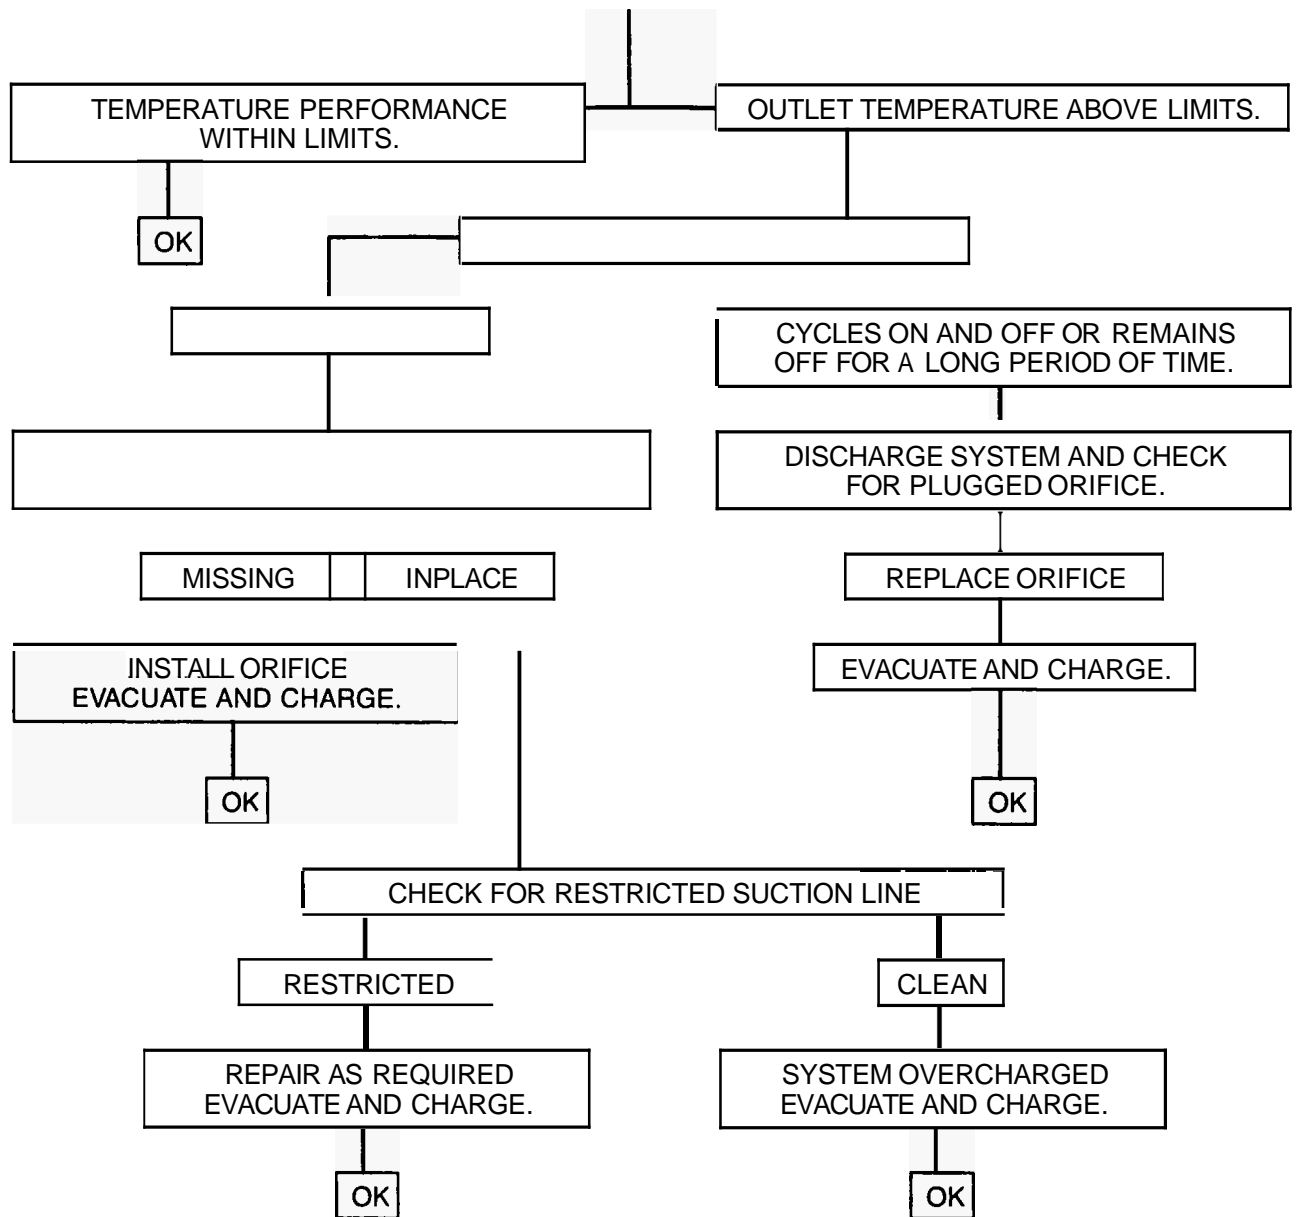 TEMPERATURE PERFORMANCE
WITHIN LIMITS.
OUTLET TEMPERATURE ABOVE LIMITS.
OK
CYCLES ON AND OFF OR REMAINS
OFF FOR A LONG PERIOD OF TIME.
DISCHARGE SYSTEM AND CHECK
FOR PLUGGED ORIFICE.
MISSING
INPLACE
REPLACE ORIFICE
INSTALL ORIFICE
EVACUATE AND CHARGE.
EVACUATE AND CHARGE.
OK
OK
CHECK FOR RESTRICTED SUCTION LINE
RESTRICTED
CLEAN
REPAIR AS REQUIRED
EVACUATE AND CHARGE.
SYSTEM OVERCHARGED
EVACUATE AND CHARGE.
OK
OK